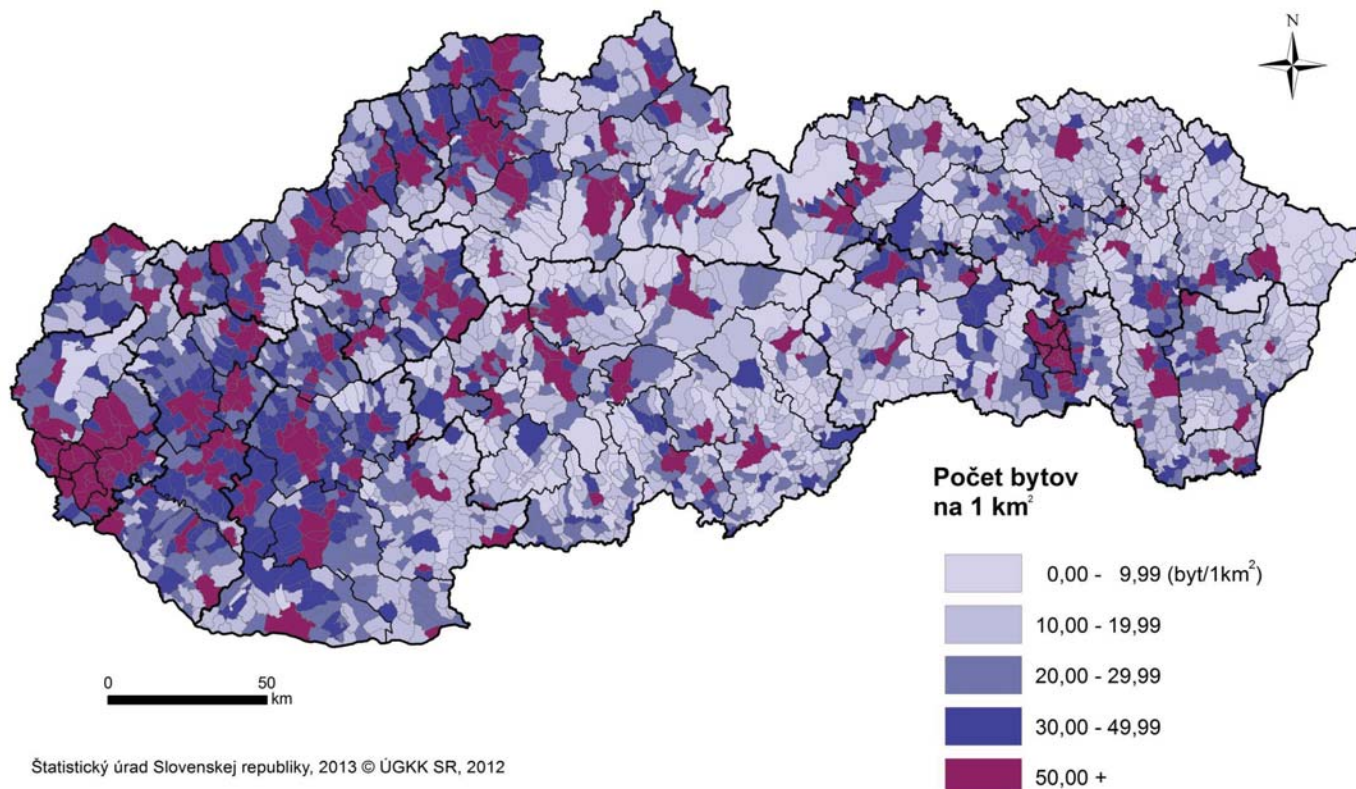 N
Počet bytov
na 1 km²
0,00 - 9,99 (byt/1km²)
10,00 - 19,99
20,00 - 29,99
30,00 - 49,99
50,00 +
0 50
km
Štatistický úrad Slovenskej republiky, 2013 © ÚGKK SR, 2012